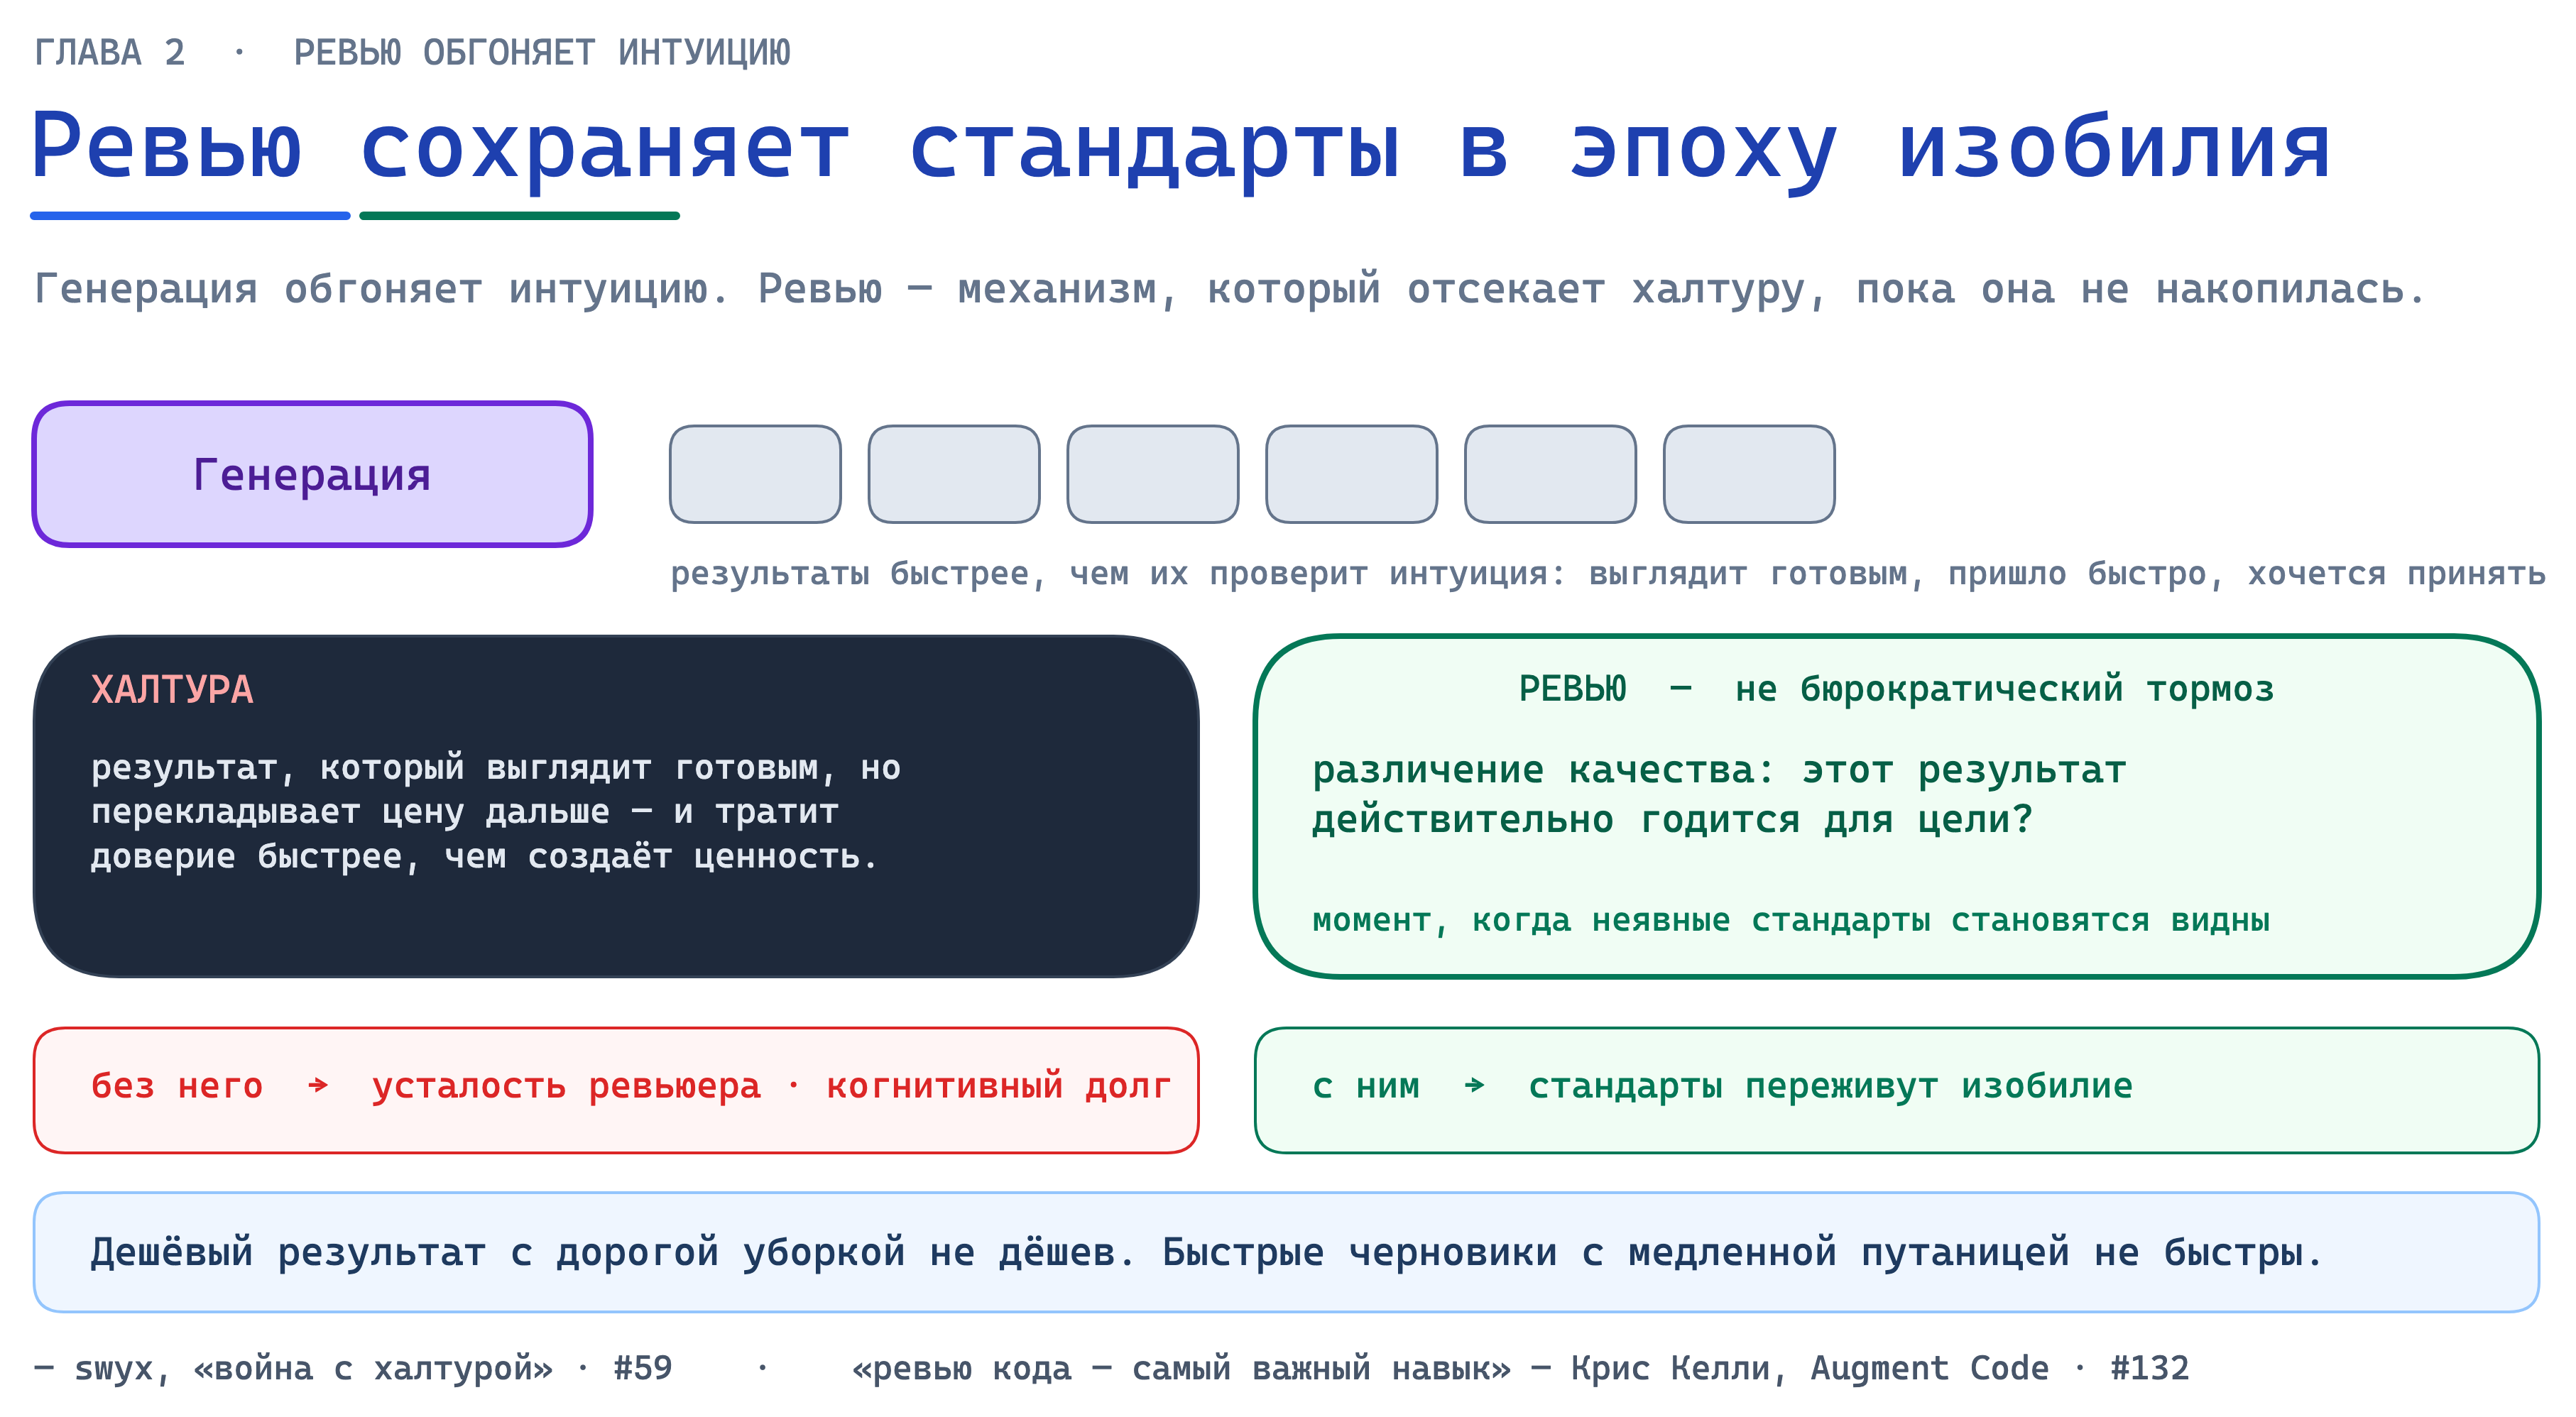 ГЛАВА 2 · РЕВЬЮ ОБГОНЯЕТ ИНТУИЦИЮ
Ревью сохраняет стандарты в эпоху изобилия
Генерация обгоняет интуицию. Ревью — механизм, который отсекает халтуру, пока она не накопилась.
Генерация
результаты быстрее, чем их проверит интуиция: выглядит готовым, пришло быстро, хочется принять
ХАЛТУРА
результат, который выглядит готовым, но
перекладывает цену дальше — и тратит
доверие быстрее, чем создаёт ценность.
РЕВЬЮ — не бюрократический тормоз
различение качества: этот результат
действительно годится для цели?
момент, когда неявные стандарты становятся видны
без него → усталость ревьюера · когнитивный долг
с ним → стандарты переживут изобилие
Дешёвый результат с дорогой уборкой не дёшев. Быстрые черновики с медленной путаницей не быстры.
— swyx, «война с халтурой» · #59 · «ревью кода — самый важный навык» — Крис Келли, Augment Code · #132